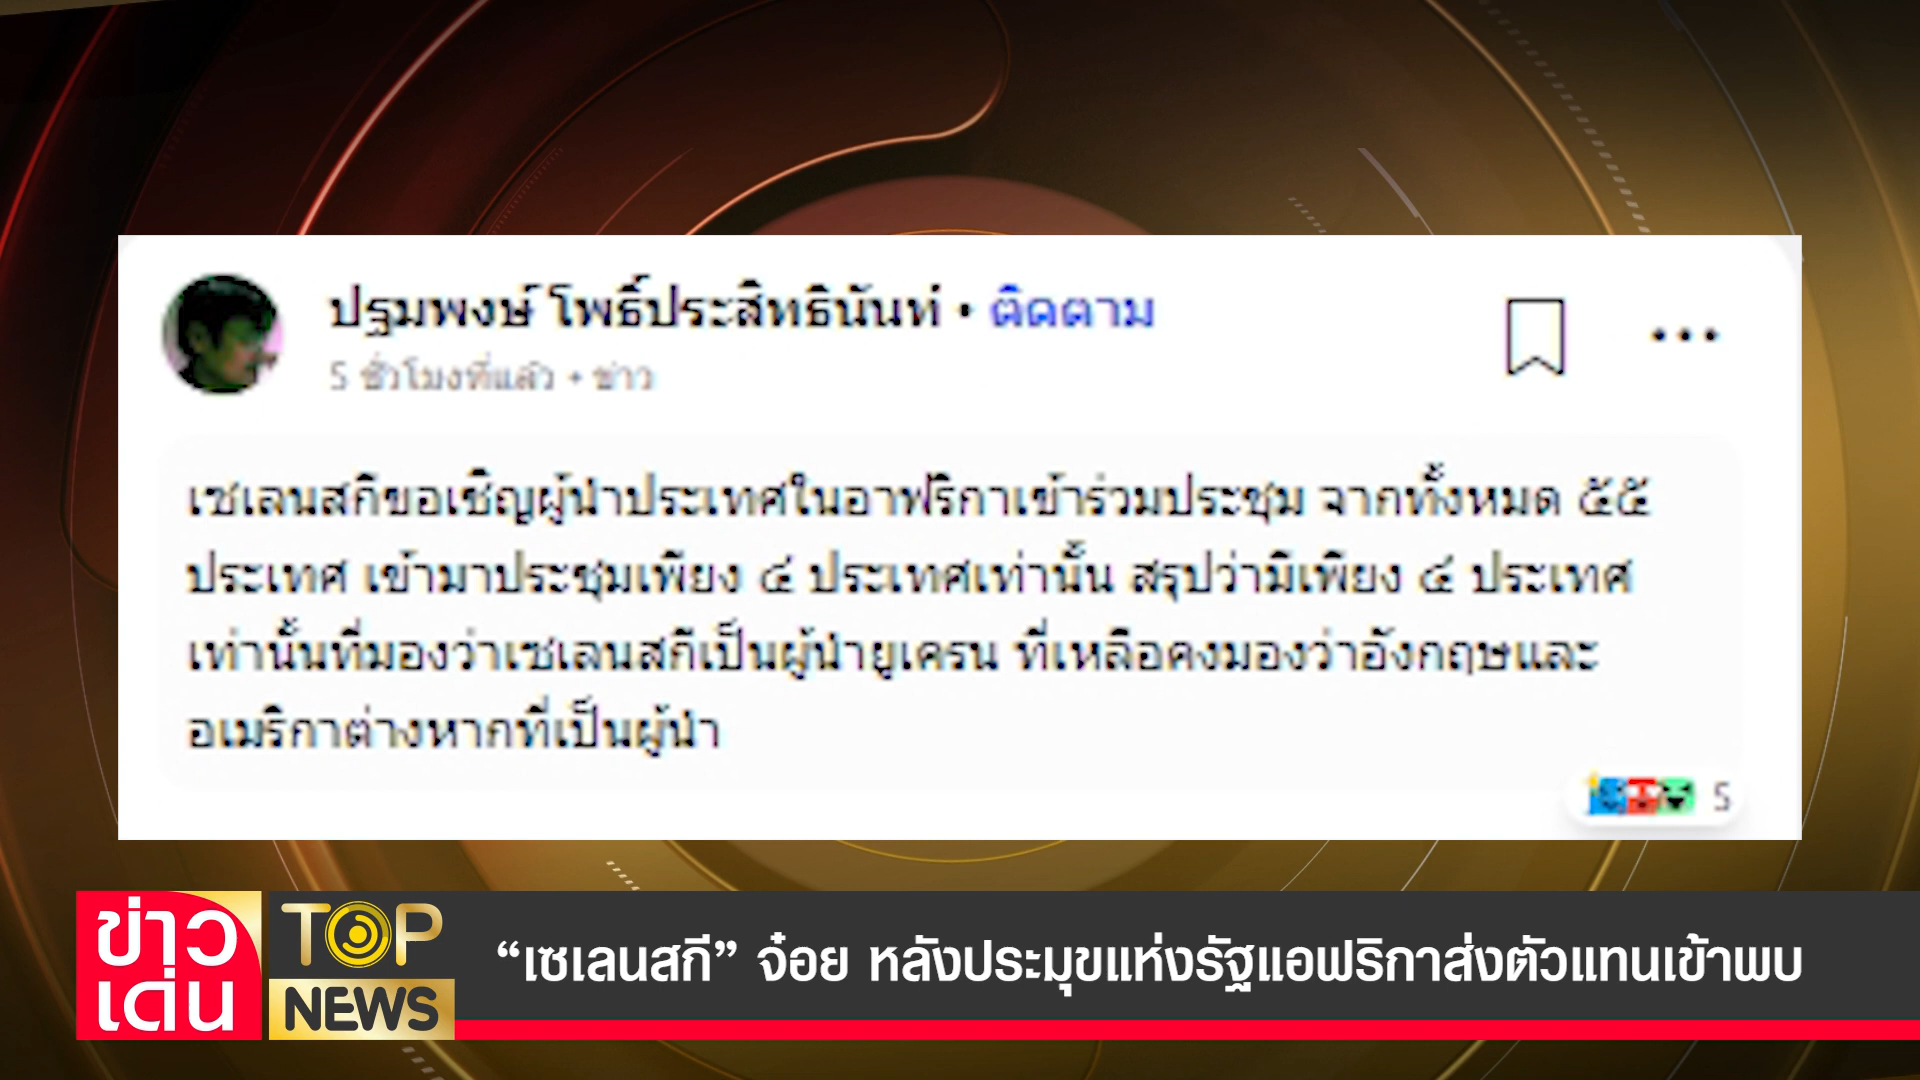 ปฐมพงษ์ โพธิ์ประสิทธินันท์ • ติดตาม
5 ชั่วโมงที่แล้ว • ข่าว
•••
เซเลนสกีขอเชิญผู้นำประเทศในอาฟริกาเข้าร่วมประชุม จากทั้งหมด ๕๕
ประเทศ เข้ามาประชุมเพียง ๔ ประเทศเท่านั้น สรุปว่ามีเพียง ๔ ประเทศ
เท่านั้นที่มองว่าเซเลนสกีเป็นผู้นำยูเครน ที่เหลือคงมองว่าอังกฤษและ
อเมริกาต่างหากที่เป็นผู้นำ
5
ข่าว
เด่น
TOP
NEWS
“เซเลนสกี” จ๋อย หลังประมุขแห่งรัฐแอฟริกาส่งตัวแทนเข้าพบ